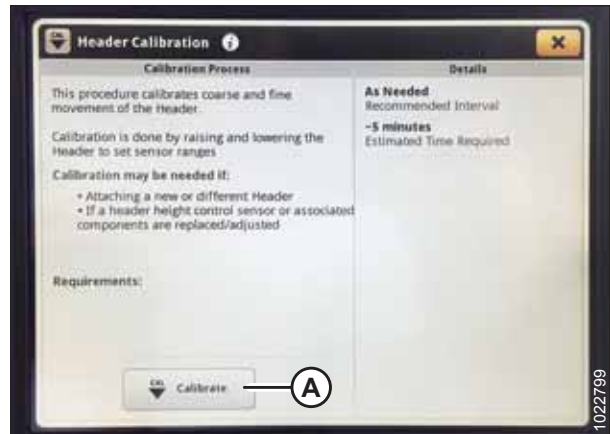 CAL
Header Calibration i
Calibration Process
Details
This procedure calibrates coarse and fine
movement of the Header.
Calibration is done by raising and lowering the
Header to set sensor ranges
Calibration may be needed if:
• Attaching a new or different Header
• If a header height control sensor or associated
components are replaced/adjusted
Requirements:
As Needed
Recommended Interval
~5 minutes
Estimated Time Required
CAL
Calibrate
A
1022799